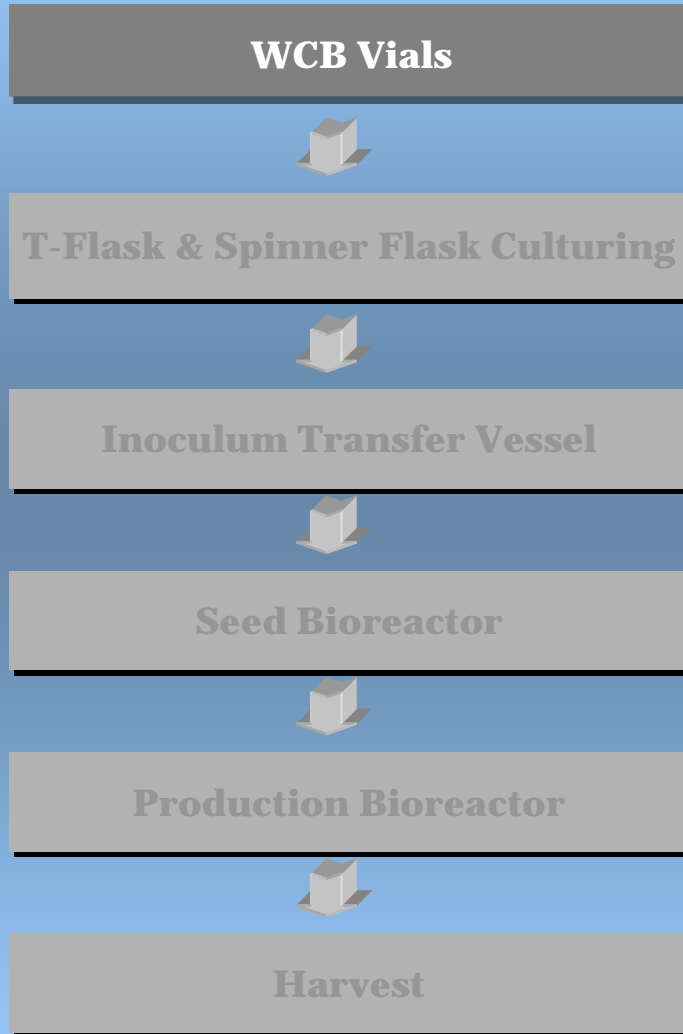 WCB Vials
T-Flask & Spinner Flask Culturing
Inoculum Transfer Vessel
Seed Bioreactor
Production Bioreactor
Harvest